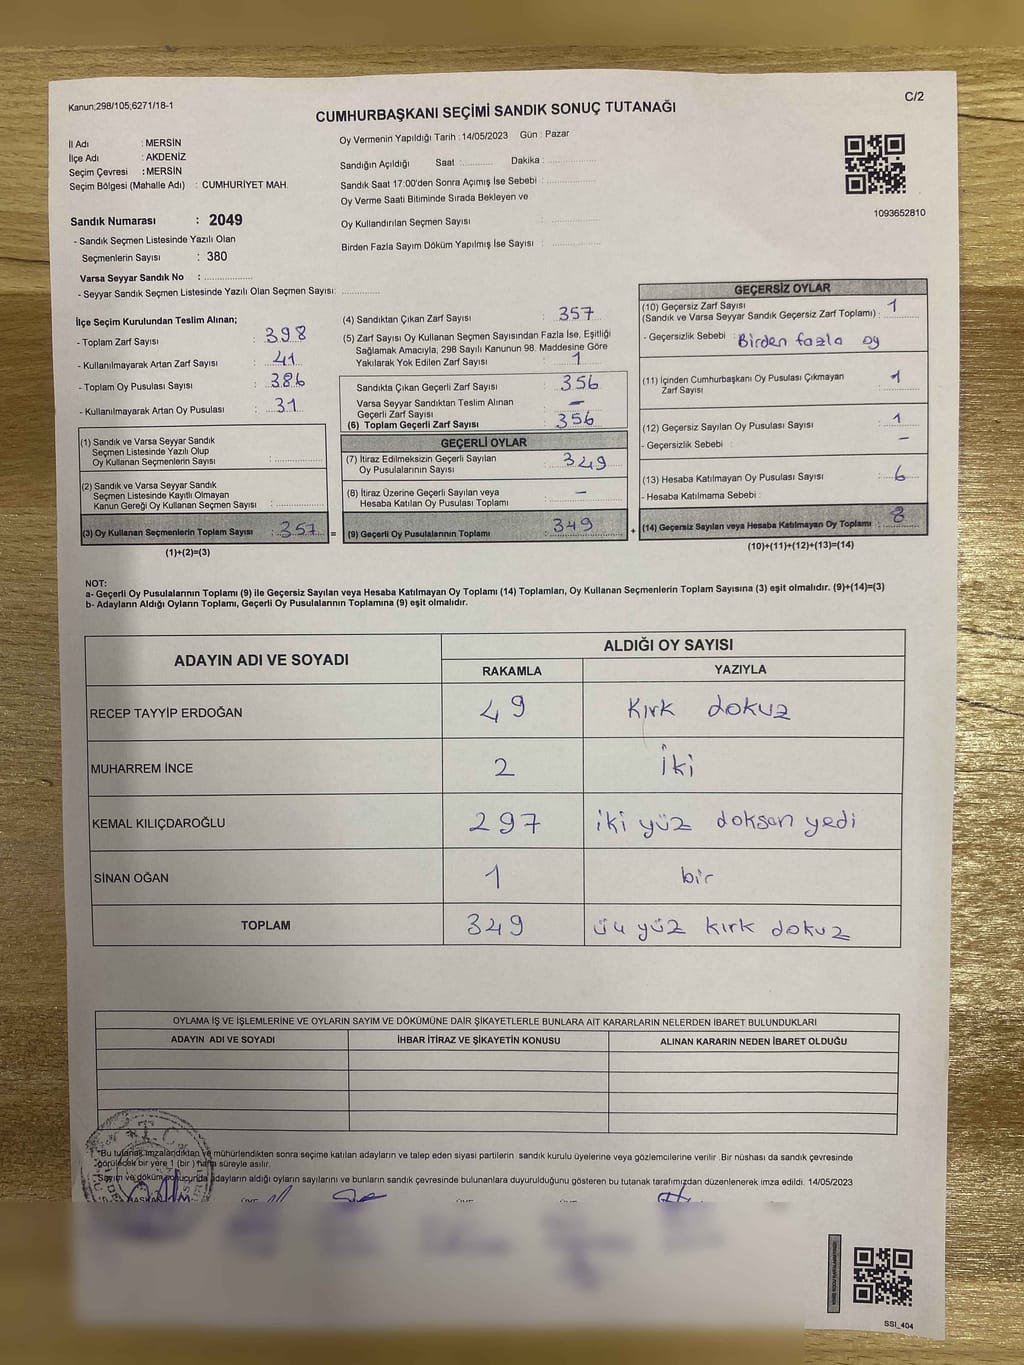 Kanun;298/105;6271/18-1
C/2
CUMHURBAŞKANI SEÇİMİ SANDIK SONUÇ TUTANAĞI
İl Adı : MERSİN
İlçe Adı : AKDENİZ
Seçim Çevresi : MERSİN
Seçim Bölgesi (Mahalle Adı) : CUMHURİYET MAH.
Sandık Numarası : 2049
- Sandık Seçmen Listesinde Yazılı Olan
Seçmenlerin Sayısı : 380
Varsa Seyyar Sandık No : ..............
- Seyyar Sandık Seçmen Listesinde Yazılı Olan Seçmen Sayısı: ............
Oy Vermenin Yapıldığı Tarih : 14/05/2023 Gün : Pazar
Sandığın Açıldığı Saat :.......... Dakika : ..............
Sandık Saat 17:00'den Sonra Açımış İse Sebebi : ..............
Oy Verme Saati Bitiminde Sırada Bekleyen ve
Oy Kullandırılan Seçmen Sayısı : ..............
Birden Fazla Sayım Döküm Yapılmış İse Sayısı : ..............
1093652810
İlçe Seçim Kurulundan Teslim Alınan;
- Toplam Zarf Sayısı : 398
- Kullanılmayarak Artan Zarf Sayısı : 41
- Toplam Oy Pusulası Sayısı : 386
- Kullanılmayarak Artan Oy Pusulası : 31
(1) Sandık ve Varsa Seyyar Sandık
Seçmen Listesinde Yazılı Olup
Oy Kullanan Seçmenlerin Sayısı : ..............
(2) Sandık ve Varsa Seyyar Sandık
Seçmen Listesinde Kayıtlı Olmayan
Kanun Gereği Oy Kullanan Seçmen Sayısı : ..............
(3) Oy Kullanan Seçmenlerin Toplam Sayısı : 357 =
(1)+(2)=(3)
(4) Sandıktan Çıkan Zarf Sayısı : 357
(5) Zarf Sayısı Oy Kullanan Seçmen Sayısından Fazla İse, Eşitliği
Sağlamak Amacıyla, 298 Sayılı Kanunun 98. Maddesine Göre
Yakılarak Yok Edilen Zarf Sayısı : 1
Sandıkta Çıkan Geçerli Zarf Sayısı : 356
Varsa Seyyar Sandıktan Teslim Alınan
Geçerli Zarf Sayısı : —
(6) Toplam Geçerli Zarf Sayısı : 356
GEÇERLİ OYLAR
(7) İtiraz Edilmeksizin Geçerli Sayılan
Oy Pusulalarının Sayısı : 349
(8) İtiraz Üzerine Geçerli Sayılan veya
Hesaba Katılan Oy Pusulası Toplamı : —
(9) Geçerli Oy Pusulalarının Toplamı : 349 +
GEÇERSİZ OYLAR
(10) Geçersiz Zarf Sayısı
(Sandık ve Varsa Seyyar Sandık Geçersiz Zarf Toplamı) : 1
- Geçersizlik Sebebi : Birden fazla oy
(11) İçinden Cumhurbaşkanı Oy Pusulası Çıkmayan
Zarf Sayısı : 1
(12) Geçersiz Sayılan Oy Pusulası Sayısı : 1
- Geçersizlik Sebebi : —
(13) Hesaba Katılmayan Oy Pusulası Sayısı : 6
- Hesaba Katılmama Sebebi :
(14) Geçersiz Sayılan veya Hesaba Katılmayan Oy Toplamı : 8
(10)+(11)+(12)+(13)=(14)
NOT:
a- Geçerli Oy Pusulalarının Toplamı (9) ile Geçersiz Sayılan veya Hesaba Katılmayan Oy Toplamı (14) Toplamları, Oy Kullanan Seçmenlerin Toplam Sayısına (3) eşit olmalıdır. (9)+(14)=(3)
b- Adayların Aldığı Oyların Toplamı, Geçerli Oy Pusulalarının Toplamına (9) eşit olmalıdır.
ADAYIN ADI VE SOYADI ALDIĞI OY SAYISI
RAKAMLA YAZIYLA
RECEP TAYYİP ERDOĞAN 49 Kırk dokuz
MUHARREM İNCE 2 İki
KEMAL KILIÇDAROĞLU 297 iki yüz doksan yedi
SİNAN OĞAN 1 bir
TOPLAM 349 üç yüz kırk dokuz
OYLAMA İŞ VE İŞLEMLERİNE VE OYLARIN SAYIM VE DÖKÜMÜNE DAİR ŞİKAYETLERLE BUNLARA AİT KARARLARIN NELERDEN İBARET BULUNDUKLARI
ADAYIN ADI VE SOYADI İHBAR İTİRAZ VE ŞİKAYETİN KONUSU ALINAN KARARIN NEDEN İBARET OLDUĞU
*Bu tutanak imzalandıktan ve mühürlendikten sonra seçime katılan adayların ve talep eden siyasi partilerin sandık kurulu üyelerine veya gözlemcilerine verilir .Bir nüshası da sandık çevresinde
görülecek bir yere 1 (bir ) hafta süreyle asılır.
Sayım ve döküm sonucunda adayların aldığı oyların sayılarını ve bunların sandık çevresinde bulunanlara duyurulduğunu gösteren bu tutanak tarafımızdan düzenlenerek imza edildi. 14/05/2023
BAŞKAN
SSI_404